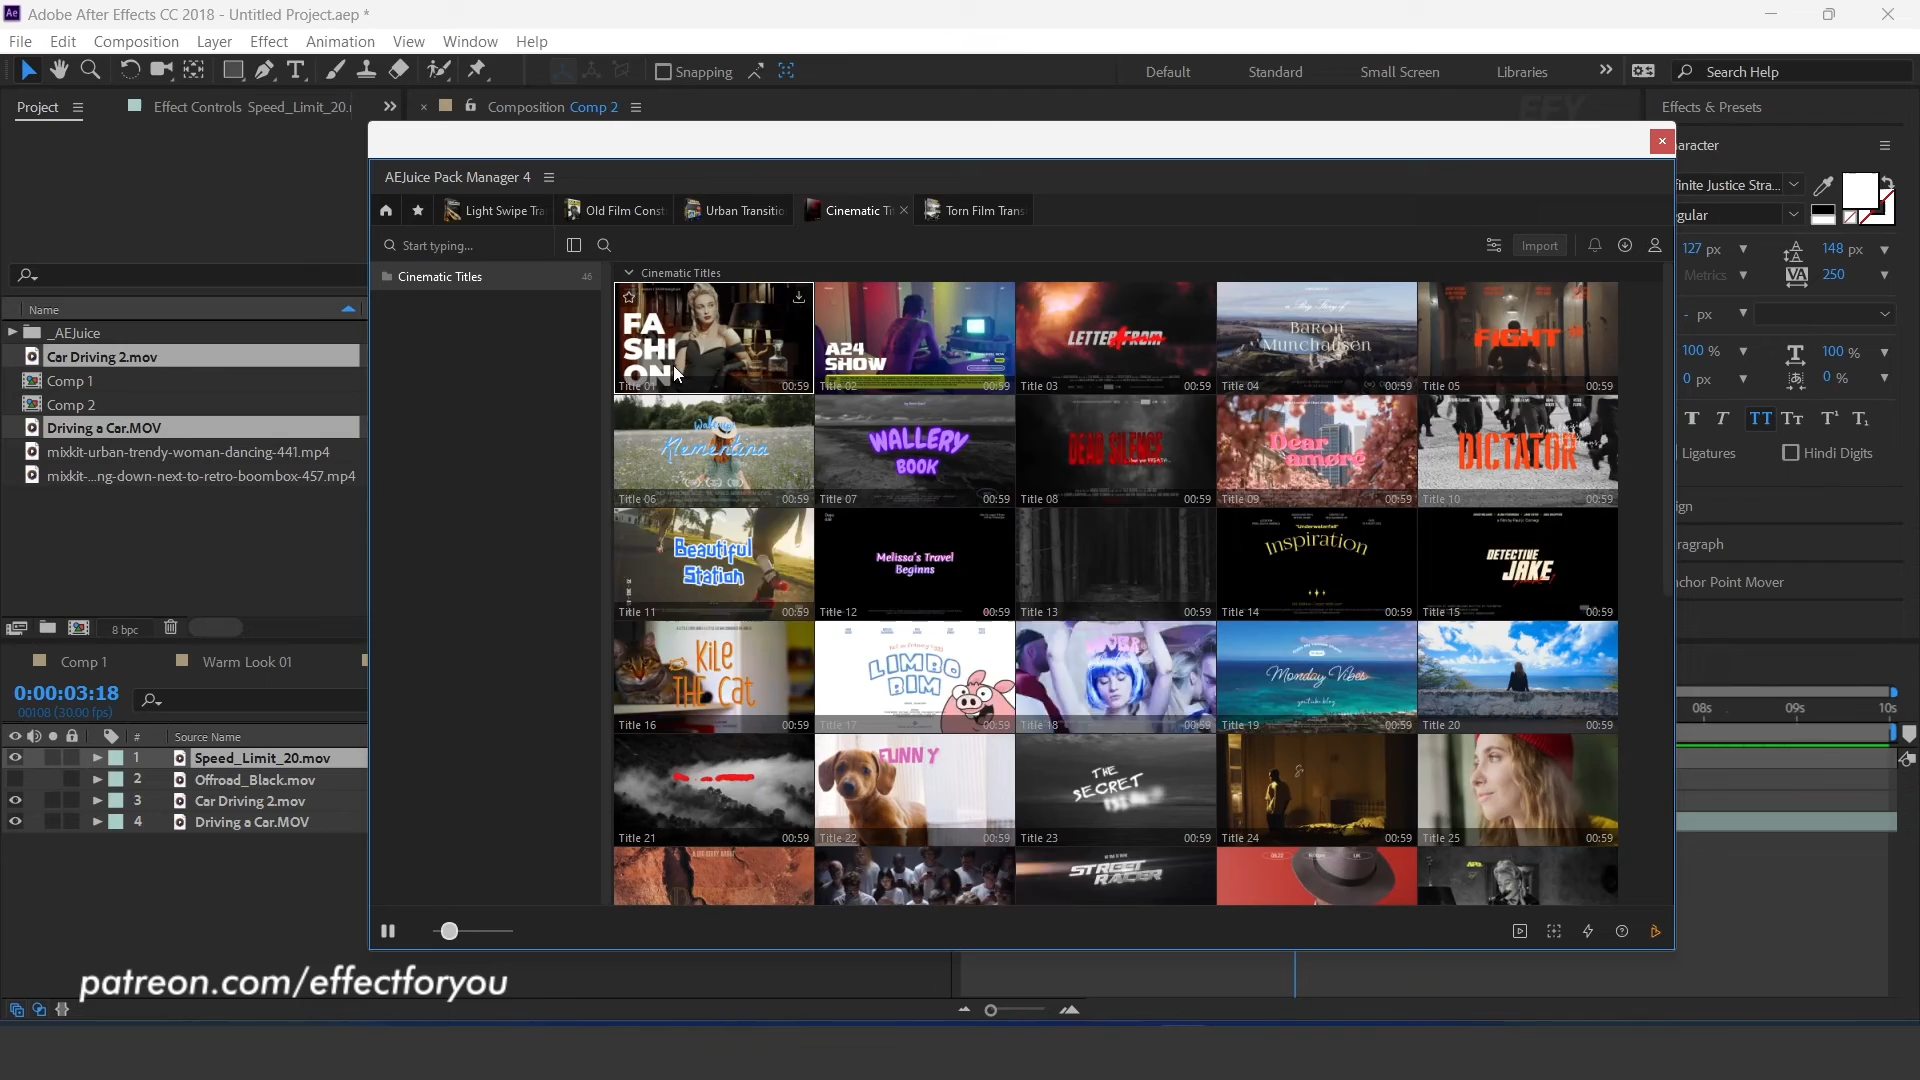 Adobe After Effects CC 2018 - Untitled Project.aep *
File Edit Composition Layer Effect Animation View Window Help
Snapping
Default Standard Small Screen Libraries
Search Help
Project
Effect Controls Speed_Limit_20.
Composition Comp 2
EFY
Effects & Presets
AEJuice Pack Manager 4
Light Swipe Tra
Old Film Const
Urban Transitio
Cinematic Ti
Torn Film Trans
Start typing...
Import
Cinematic Titles 46
Cinematic Titles
FA
SHI
ON
Title 01 00:59
A24
SHOW
Title 02 00:59
LETTER FROM
Title 03 00:59
a Big Story of
BARON
Munchausen
Title 04 00:59
FIGHT
Title 05 00:59
Klementina
Title 06 00:59
WALLERY
BOOK
Title 07 00:59
DEAD SILENCE
Title 08 00:59
Dear
amore
Title 09 00:59
DICTATOR
Title 10 00:59
Beautiful
Station
Title 11 00:59
Melissa's Travel
Begins
Title 12 00:59
Title 13 00:59
"Underwaterfall"
Inspiration
Title 14 00:59
DETECTIVE
JAKE
Title 15 00:59
KILE
THE CAT
Title 16 00:59
LIMBO
BIM
Title 17 00:59
Title 18 00:59
Monday Vibes
youtube blog
Title 19 00:59
Title 20 00:59
Title 21 00:59
FUNNY
Title 22 00:59
THE
SECRET
Title 23 00:59
Title 24 00:59
Title 25 00:59
STREET
RACER
Name
_AEJuice
Car Driving 2.mov
Comp 1
Comp 2
Driving a Car.MOV
mixkit-urban-trendy-woman-dancing-441.mp4
mixkit-...ng-down-next-to-retro-boombox-457.mp4
8 bpc
Comp 1
Warm Look 01
0:00:03:18
00108 (30.00 fps)
# Source Name
1 Speed_Limit_20.mov
2 Offroad_Black.mov
3 Car Driving 2.mov
4 Driving a Car.MOV
aracter
finite Justice Stra...
gular
127 px
148 px
Metrics
250
- px
100 %
100 %
0 px
0 %
T T TT Tт T¹ T₁
Ligatures
Hindi Digits
ign
ragraph
chor Point Mover
08s 09s 10s
patreon.com/effectforyou